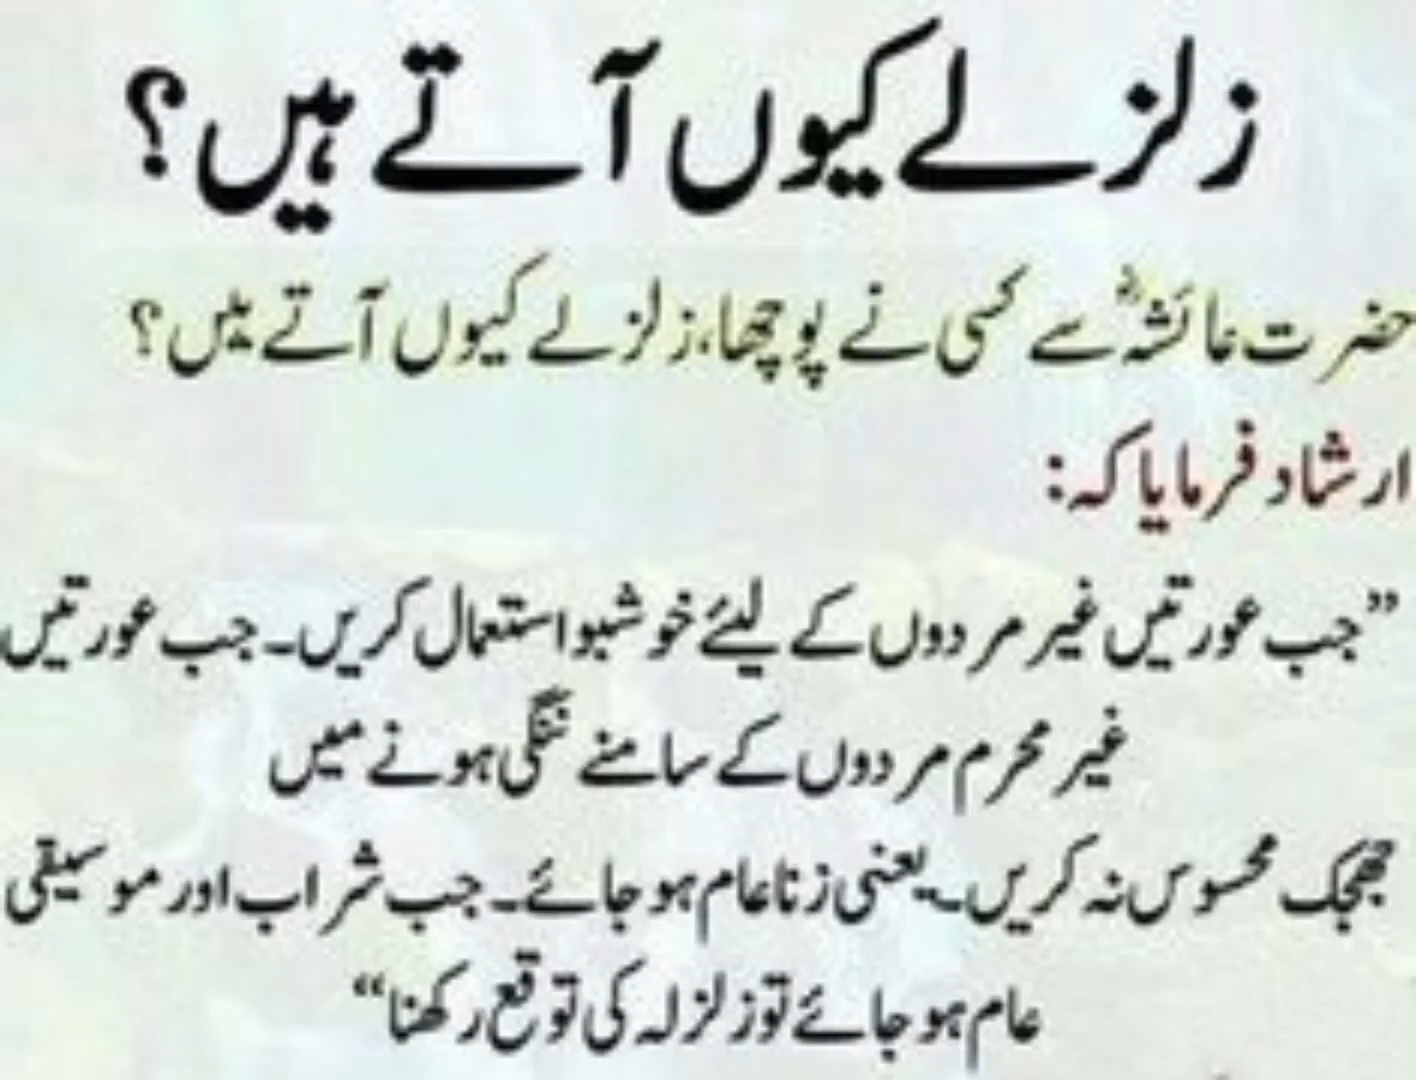 زلزلے کیوں آتے ہیں؟
حضرت عائشہؓ سے کسی نے پوچھا، زلزلے کیوں آتے ہیں؟
ارشاد فرمایا کہ:
”جب عورتیں غیر مردوں کے لیئے خوشبو استعمال کریں۔ جب عورتیں
غیر محرم مردوں کے سامنے ننگی ہونے میں
جھجک محسوس نہ کریں۔ یعنی زنا عام ہو جائے۔ جب شراب اور موسیقی
عام ہو جائے تو زلزلہ کی توقع رکھنا“